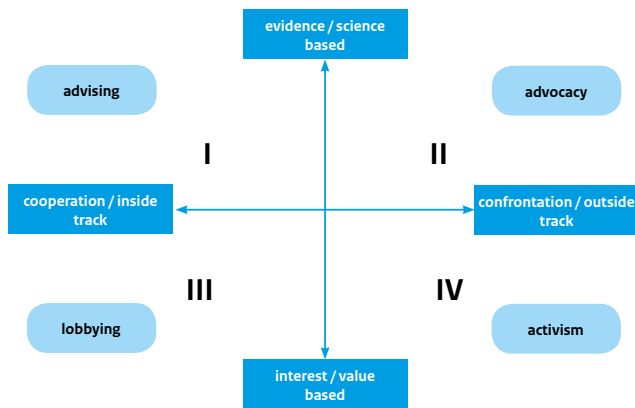 evidence / science
based
advising
advocacy
I
II
cooperation / inside
track
confrontation / outside
track
III
IV
lobbying
activism
interest / value
based